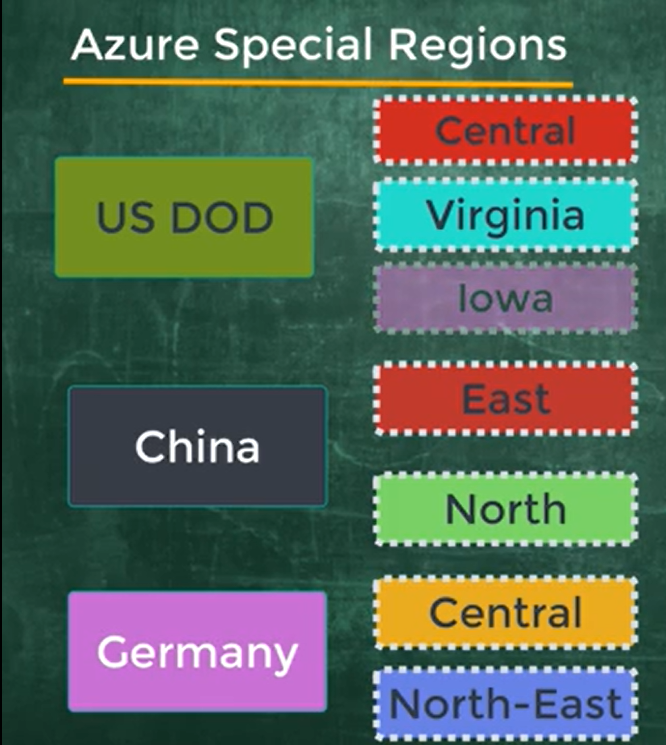 Azure Special Regions
US DOD
Central
Virginia
Iowa
China
East
North
Germany
Central
North-East